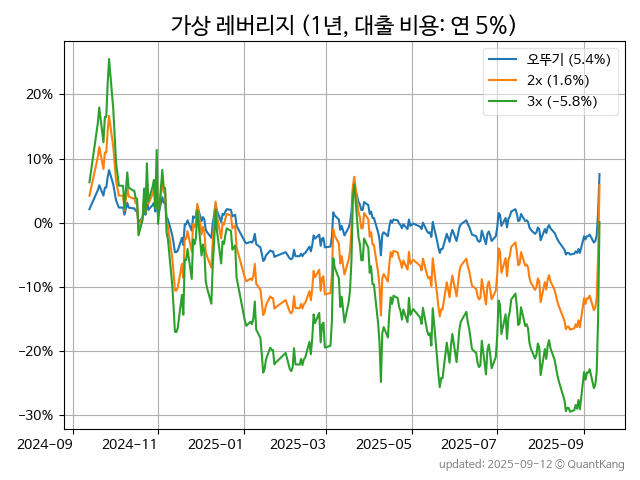 가상 레버리지 (1년, 대출 비용: 연 5%)
오뚜기 (5.4%)
2x (1.6%)
3x (−5.8%)
20%
10%
0%
−10%
−20%
−30%
2024-09 2024-11 2025-01 2025-03 2025-05 2025-07 2025-09
updated: 2025-09-12 © QuantKang